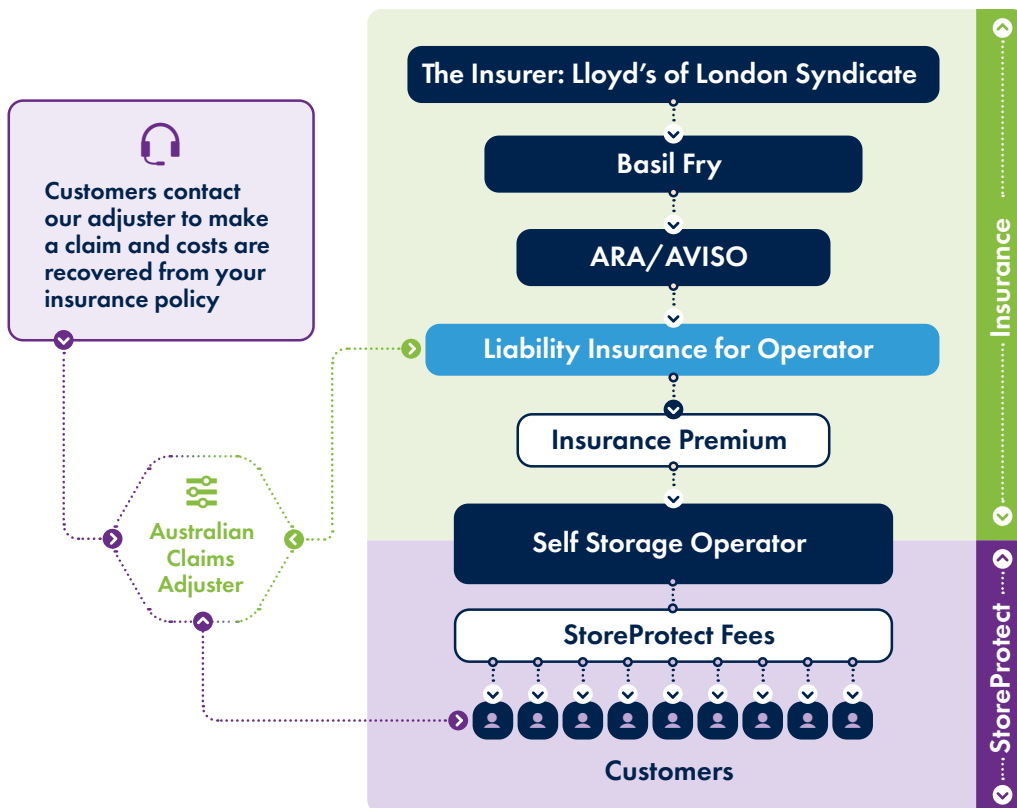 The Insurer: Lloyd's of London Syndicate
Basil Fry
ARA/AVISO
Liability Insurance for Operator
Insurance Premium
Self Storage Operator
StoreProtect Fees
Customers
Customers contact
our adjuster to make
a claim and costs are
recovered from your
insurance policy
Australian
Claims
Adjuster
Insurance
StoreProtect